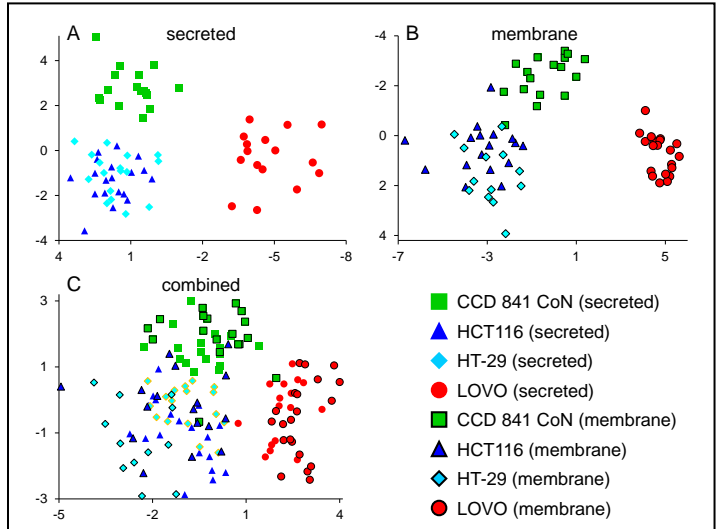 A
secreted
6
4
2
0
-2
-4
4
1
-2
-5
-8
B
membrane
-4
-2
0
2
4
-7
-3
1
5
C
combined
3
1
-1
-3
-5
-2
1
4
CCD 841 CoN (secreted)
HCT116 (secreted)
HT-29 (secreted)
LOVO (secreted)
CCD 841 CoN (membrane)
HCT116 (membrane)
HT-29 (membrane)
LOVO (membrane)